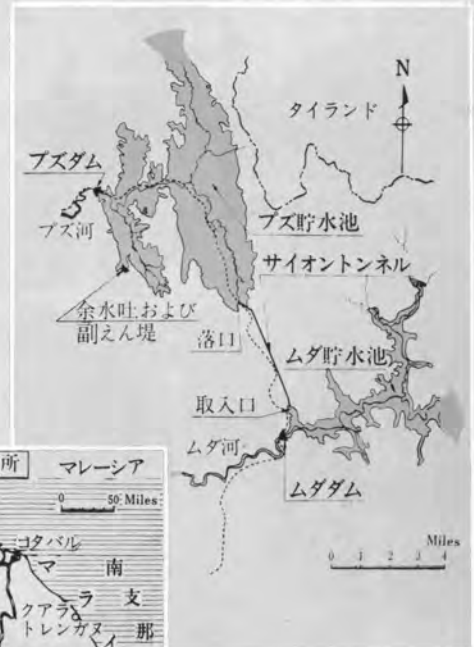 N
タイランド
プズダム
プズ河
プズ貯水池
サイオントンネル
余水吐および
副えん堤
落口
ムダ貯水池
取入口
ムダ河
ムダダム
Miles
0 1 2 3 4
所 マレーシア
0 50 Miles
コタバル
マ
南
ラ
支
クアラ
トレンガヌ
イ
那